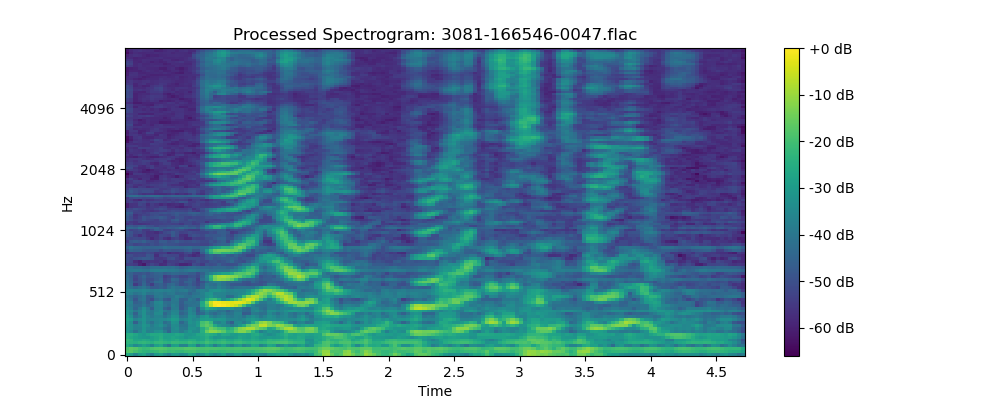 Processed Spectrogram: 3081-166546-0047.flac
Hz
4096
2048
1024
512
0
0 0.5 1 1.5 2 2.5 3 3.5 4 4.5
Time
+0 dB
-10 dB
-20 dB
-30 dB
-40 dB
-50 dB
-60 dB